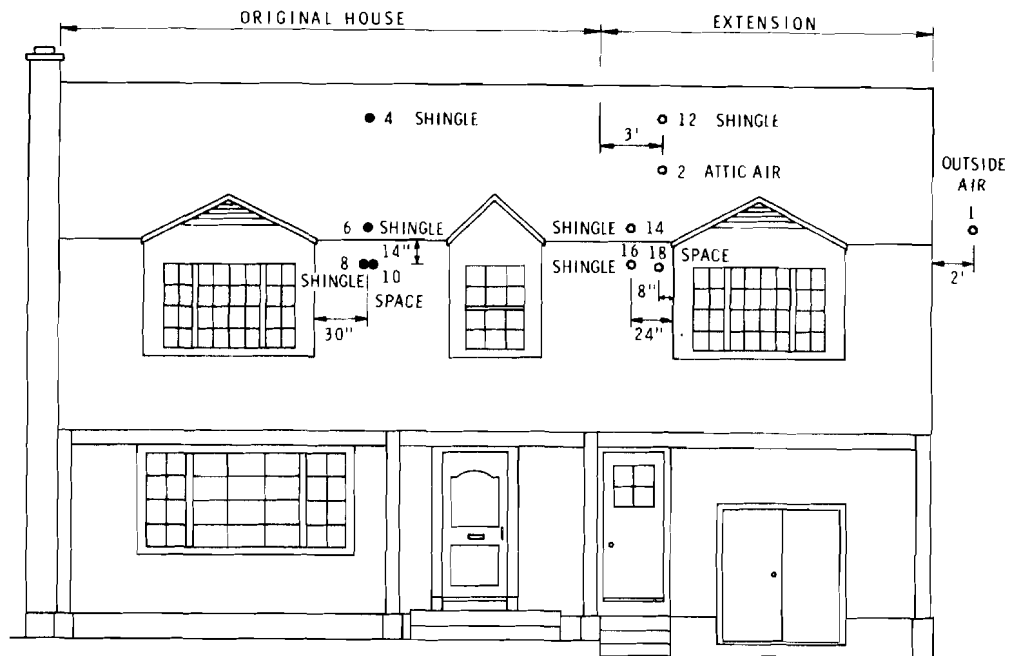 ORIGINAL HOUSE
EXTENSION
4 SHINGLE
12 SHINGLE
3'
2 ATTIC AIR
OUTSIDE
AIR
1
6 SHINGLE
SHINGLE 14
14"
16 18 SPACE
8
SHINGLE
10
SPACE
SHINGLE
8"
2'
30"
24"